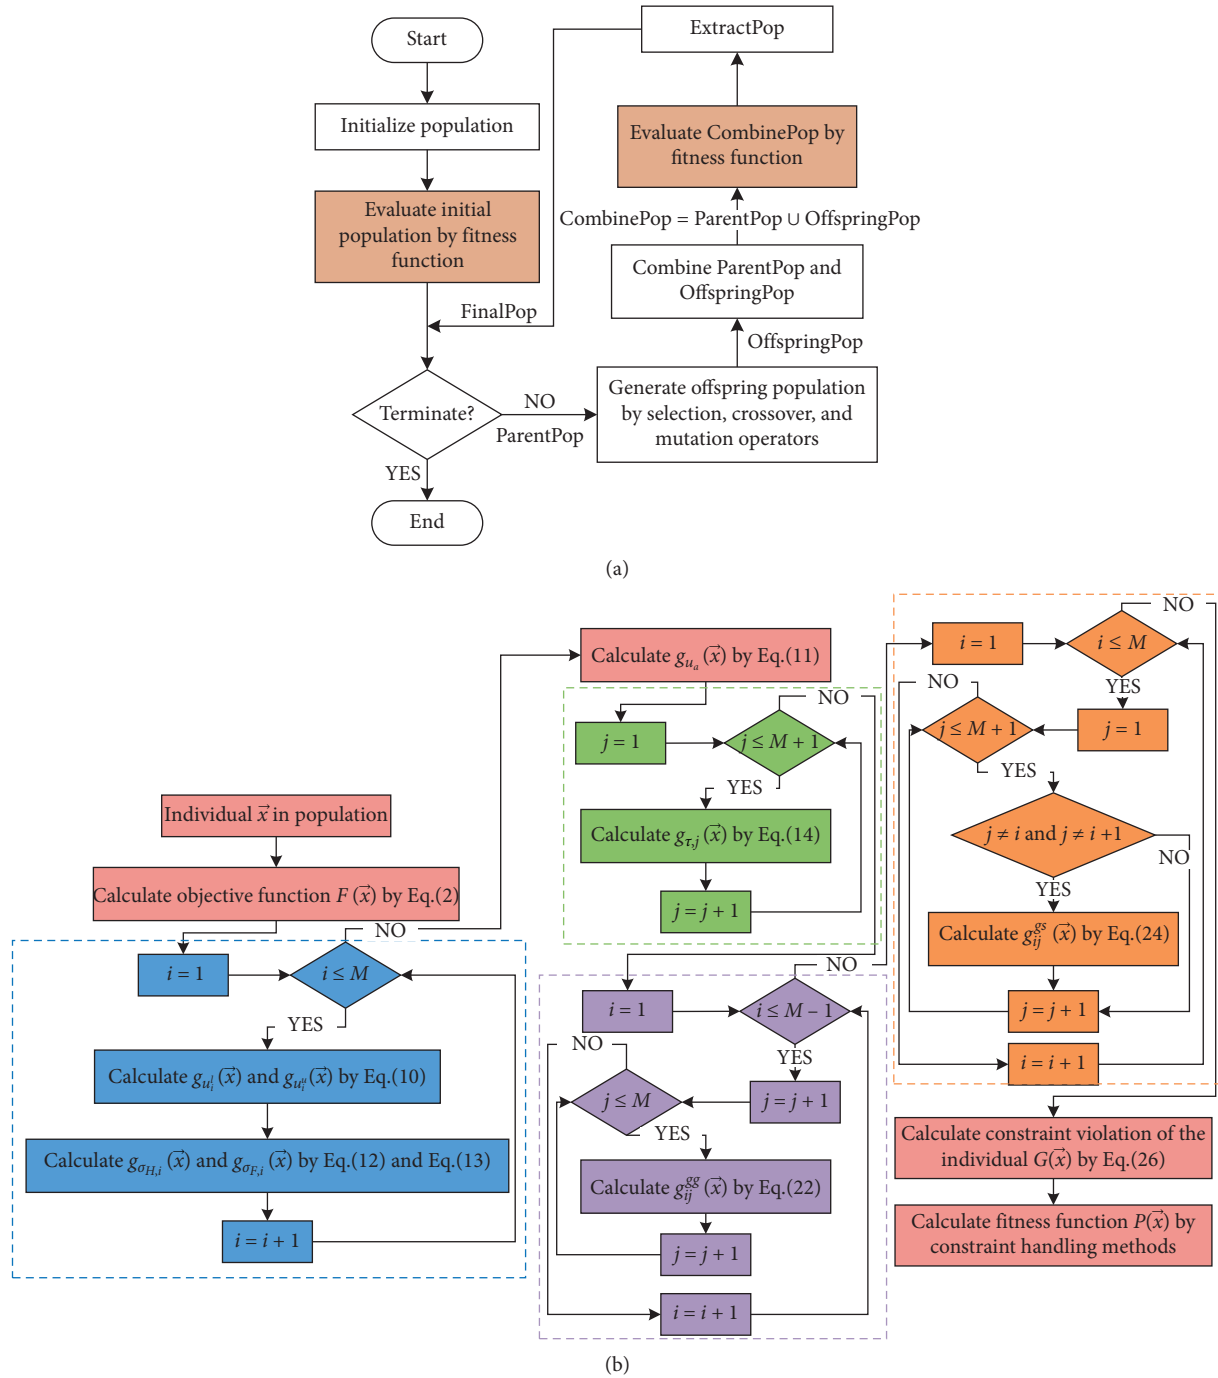 Start
Initialize population
Evaluate initial
population by fitness
function
FinalPop
Terminate?
NO
ParentPop
YES
End
ExtractPop
Evaluate CombinePop by
fitness function
CombinePop = ParentPop ∪ OffspringPop
Combine ParentPop and
OffspringPop
OffspringPop
Generate offspring population
by selection, crossover, and
mutation operators
(a)
Individual x⃗ in population
Calculate objective function F(x⃗) by Eq.(2)
NO
i = 1
i ≤ M
YES
Calculate g_{u_i^l}(x⃗) and g_{u_i^u}(x⃗) by Eq.(10)
Calculate g_{σ_{H,i}}(x⃗) and g_{σ_{F,i}}(x⃗) by Eq.(12) and Eq.(13)
i = i + 1
Calculate g_{u_a}(x⃗) by Eq.(11)
NO
j = 1
j ≤ M + 1
YES
Calculate g_{τ,j}(x⃗) by Eq.(14)
j = j + 1
NO
i = 1
i ≤ M – 1
NO
YES
j ≤ M
j = j + 1
YES
Calculate g_{ij}^{gg}(x⃗) by Eq.(22)
j = j + 1
i = i + 1
NO
i = 1
i ≤ M
NO
YES
j ≤ M + 1
j = 1
YES
j ≠ i and j ≠ i +1
NO
YES
Calculate g_{ij}^{gs}(x⃗) by Eq.(24)
j = j + 1
i = i + 1
Calculate constraint violation of the
individual G(x⃗) by Eq.(26)
Calculate fitness function P(x⃗) by
constraint handling methods
(b)